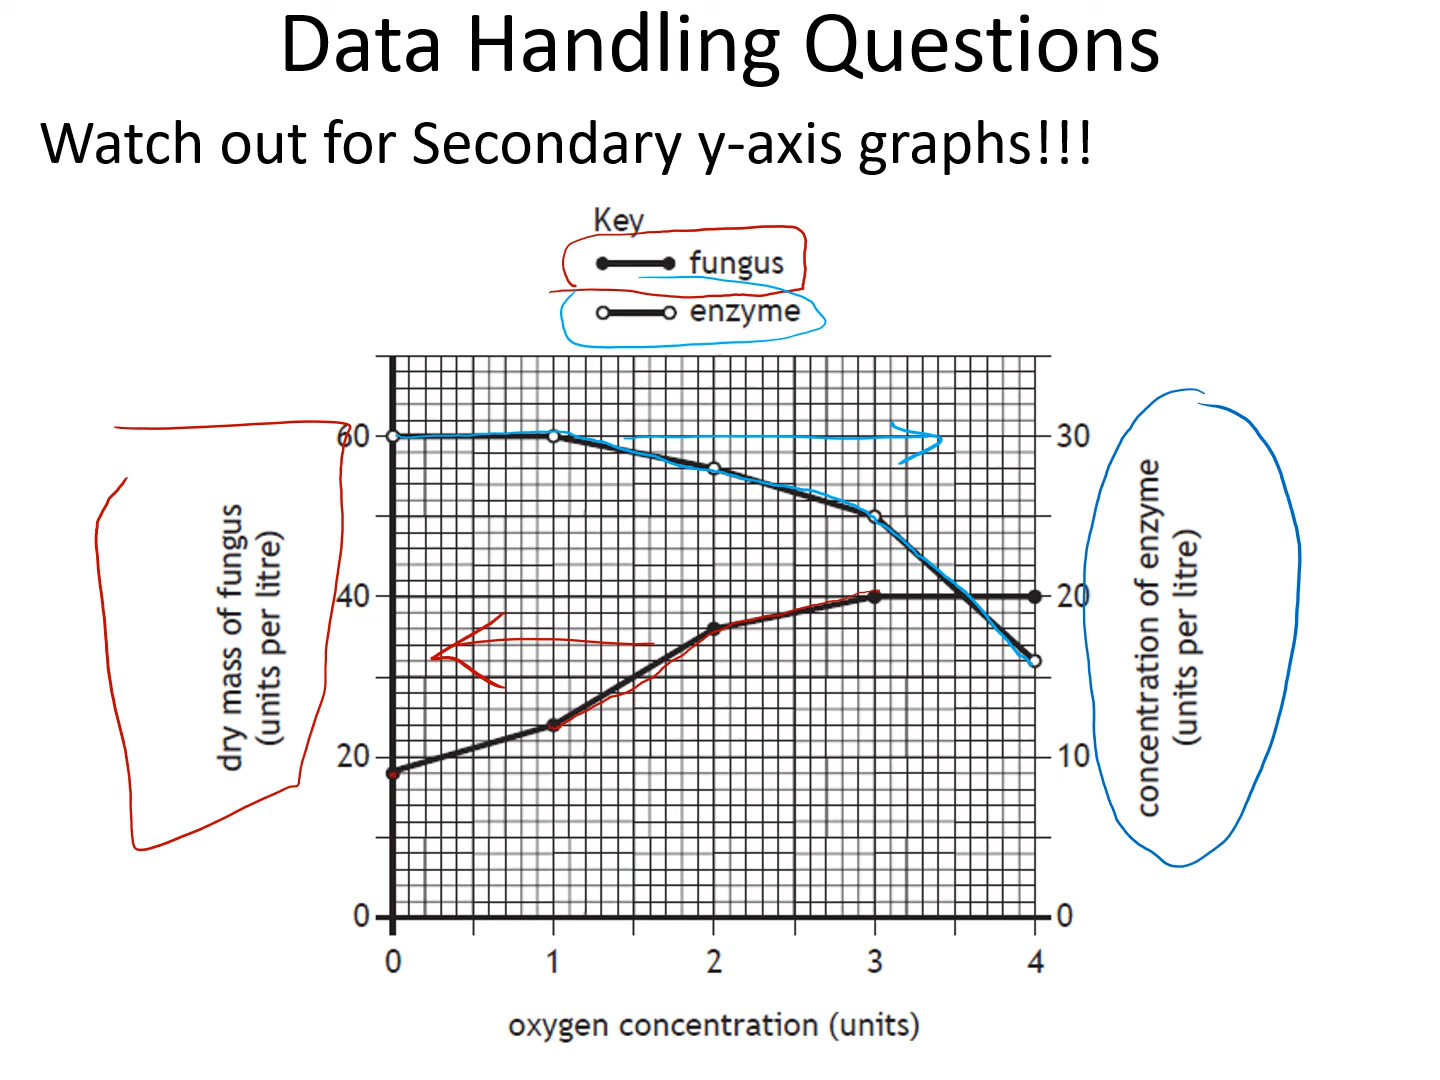 Data Handling Questions
Watch out for Secondary y-axis graphs!!!
Key
fungus
enzyme
60
40
20
0
dry mass of fungus
(units per litre)
30
20
10
0
concentration of enzyme
(units per litre)
0 1 2 3 4
oxygen concentration (units)